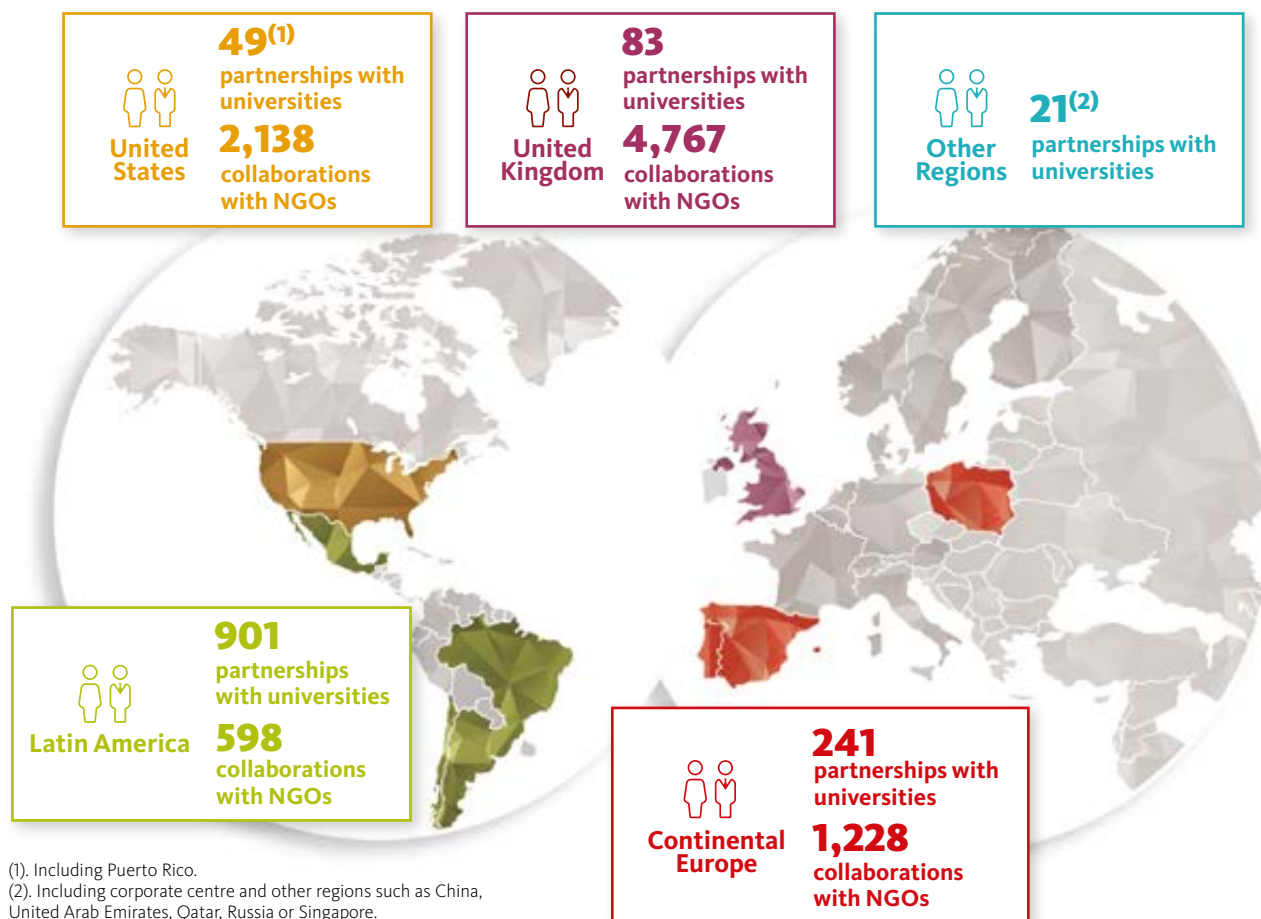 49(1)
partnerships with
universities
2,138
collaborations
with NGOs
United
States
83
partnerships with
universities
4,767
collaborations
with NGOs
United
Kingdom
21(2)
partnerships with
universities
Other
Regions
901
partnerships
with universities
598
collaborations
with NGOs
Latin America
241
partnerships with
universities
1,228
collaborations
with NGOs
Continental
Europe
(1). Including Puerto Rico.
(2). Including corporate centre and other regions such as China,
United Arab Emirates, Qatar, Russia or Singapore.